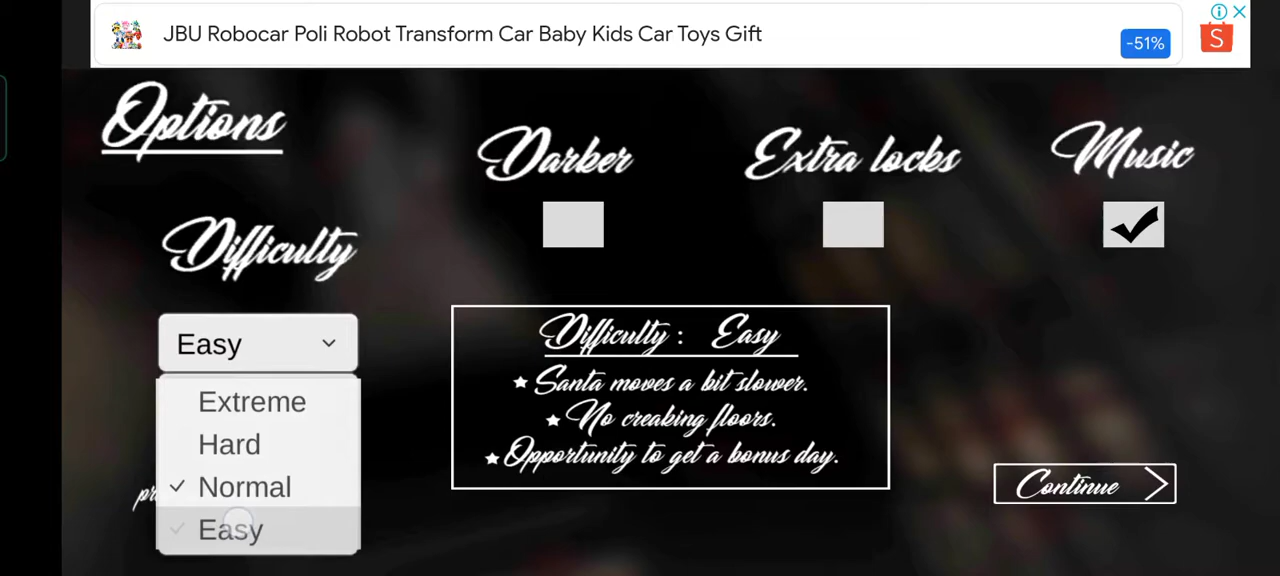 JBU Robocar Poli Robot Transform Car Baby Kids Car Toys Gift
-51%
S
Options
Darker
Extra locks
Music
Difficulty
Easy
Extreme
Hard
Normal
Easy
Difficulty : Easy
Santa moves a bit slower.
No creaking floors.
Opportunity to get a bonus day.
Continue